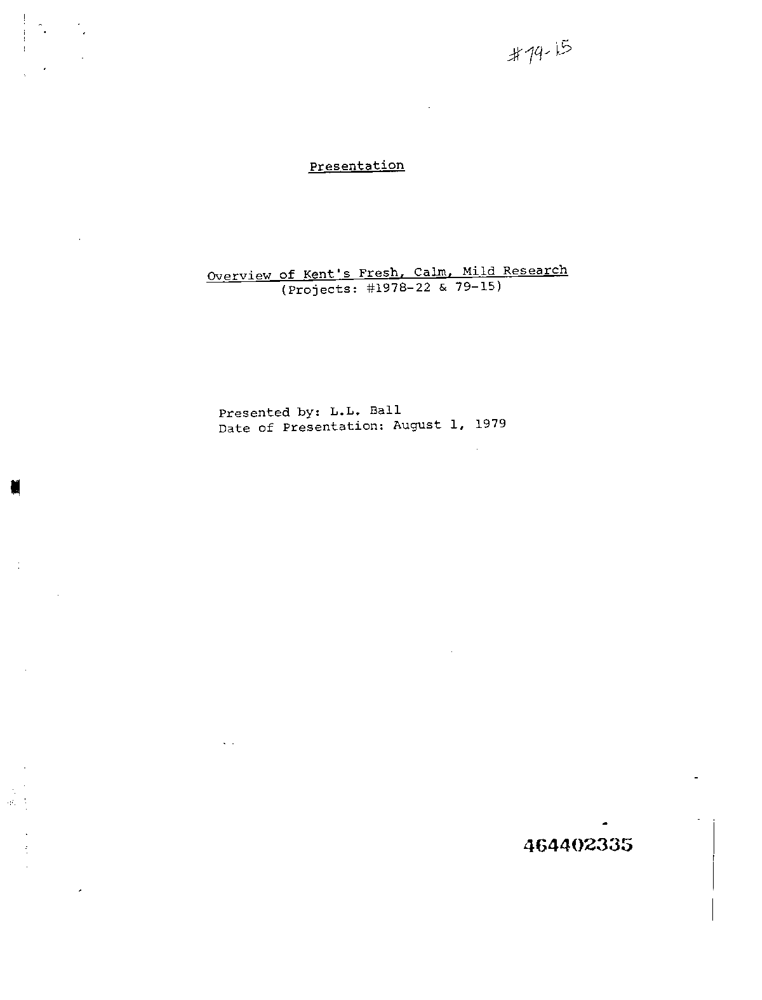 #79-15
Presentation
Overview of Kent's Fresh, Calm, Mild Research
(Projects: #1978-22 & 79-15)
Presented by: L.L. Ball
Date of Presentation: August 1, 1979
464402335